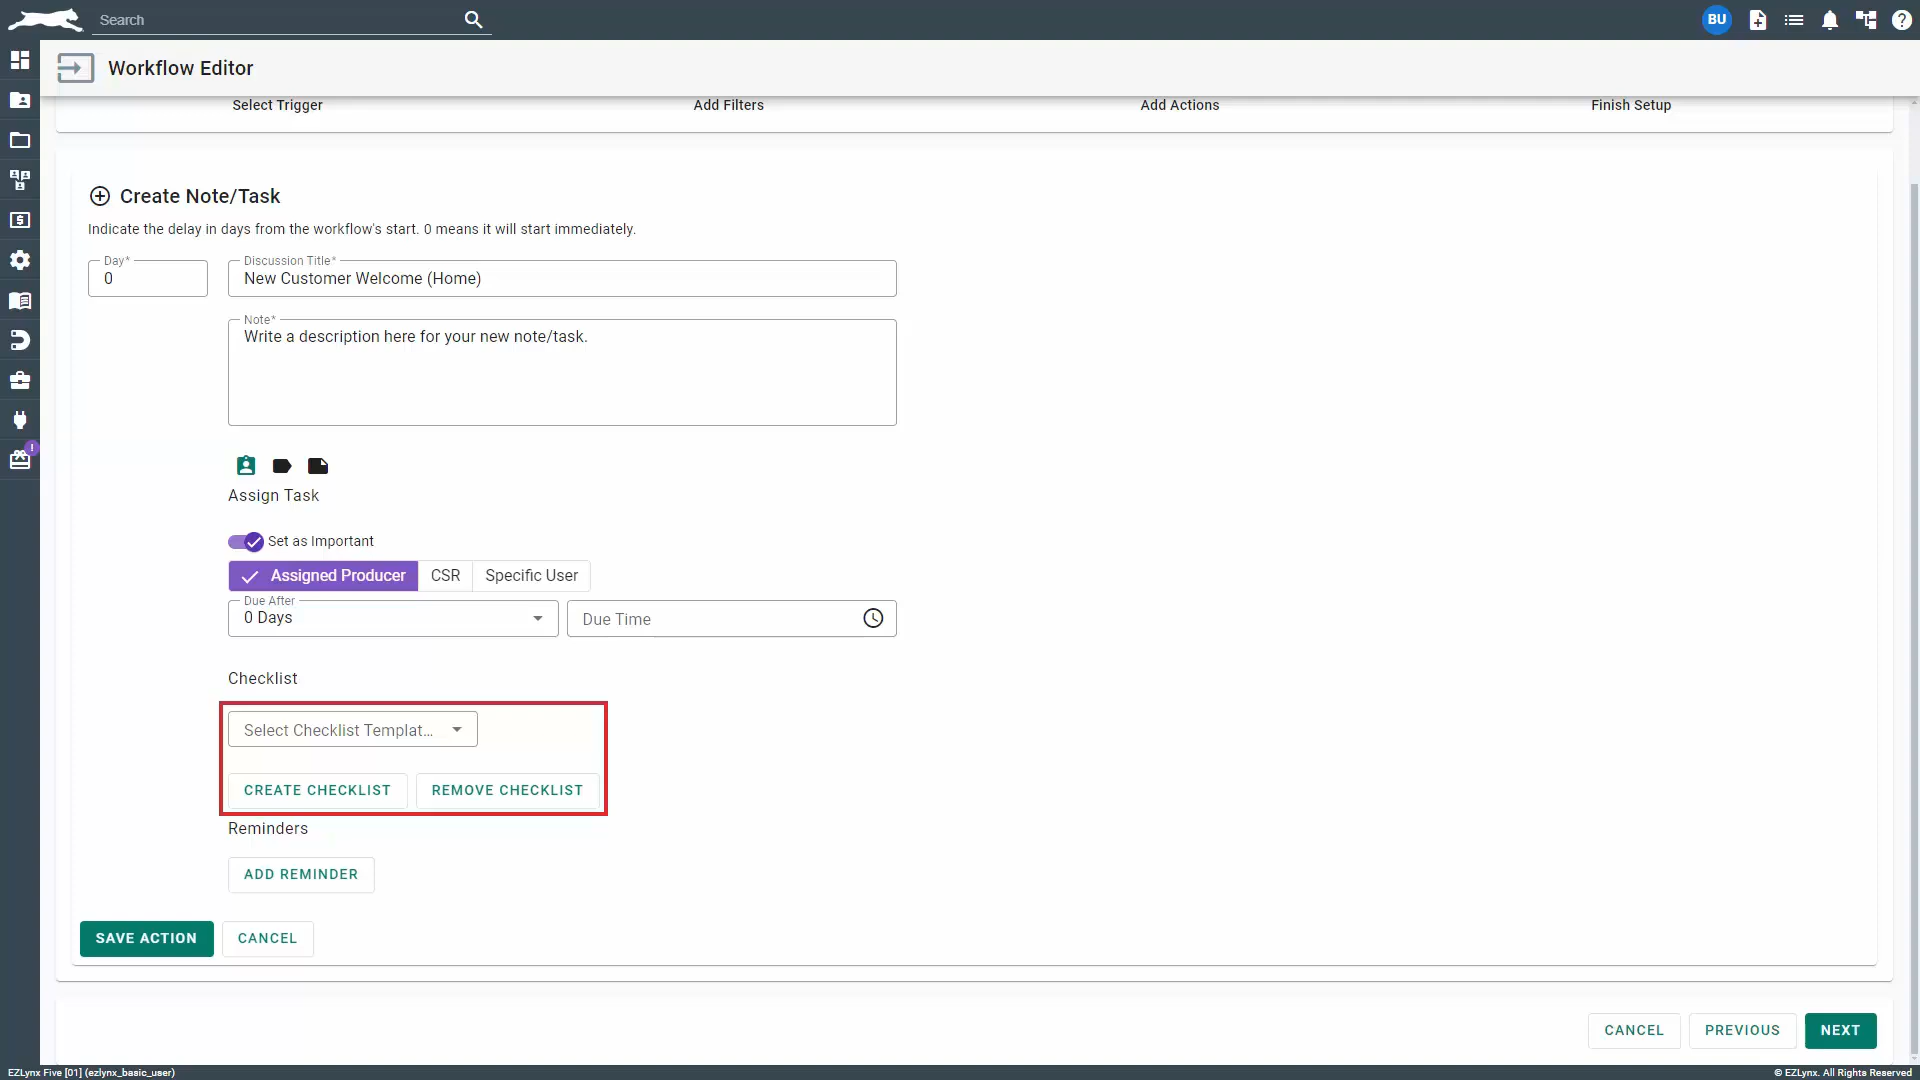 Search
BU
Workflow Editor
Select Trigger
Add Filters
Add Actions
Finish Setup
Create Note/Task
Indicate the delay in days from the workflow's start. 0 means it will start immediately.
Day*
0
Discussion Title*
New Customer Welcome (Home)
Note*
Write a description here for your new note/task.
!
Assign Task
Set as Important
Assigned Producer
CSR
Specific User
Due After
0 Days
Due Time
Checklist
Select Checklist Templat...
CREATE CHECKLIST
REMOVE CHECKLIST
Reminders
ADD REMINDER
SAVE ACTION
CANCEL
CANCEL
PREVIOUS
NEXT
EZLynx Five [01] (ezlynx_basic_user)
© EZLynx. All Rights Reserved